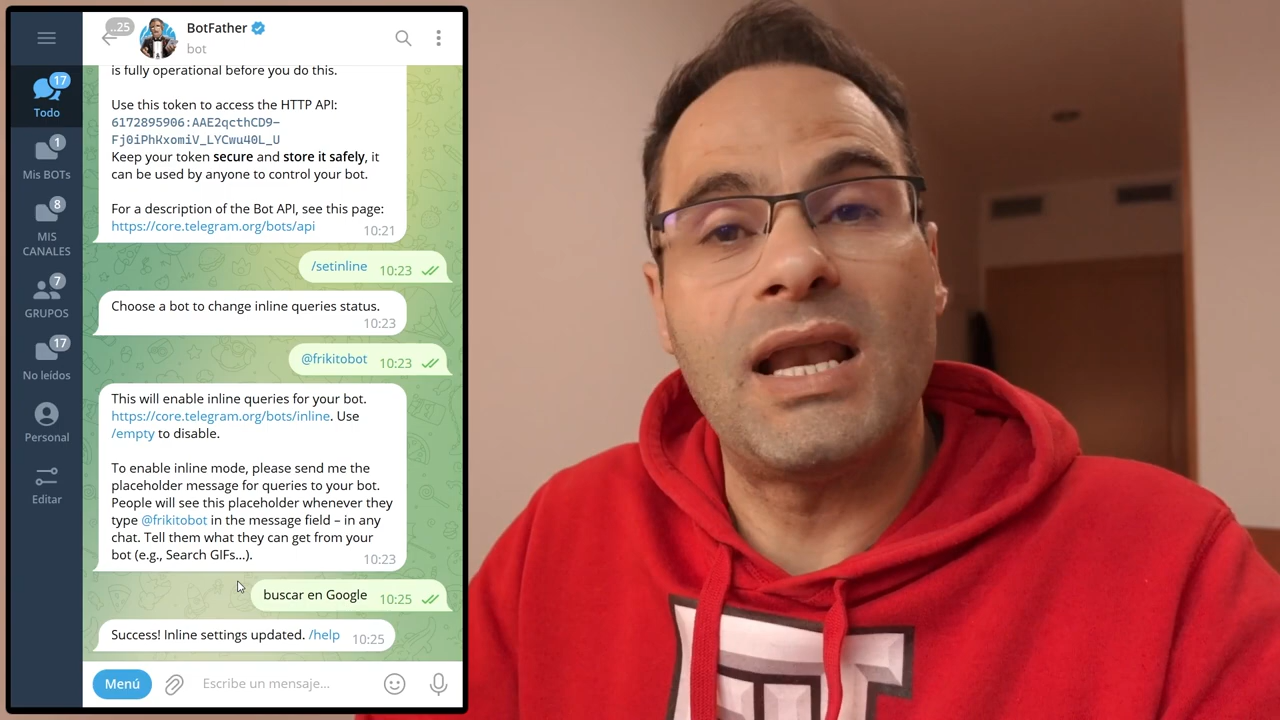 ..25
BotFather
bot
17
Todo
1
Mis BOTs
8
MIS
CANALES
7
GRUPOS
17
No leídos
Personal
Editar
is fully operational before you do this.
Use this token to access the HTTP API:
6172895906:AAE2qcthCD9-
Fj0iPhKxomiV_LYCwu40L_U
Keep your token secure and store it safely, it
can be used by anyone to control your bot.
For a description of the Bot API, see this page:
https://core.telegram.org/bots/api
10:21
/setinline 10:23
Choose a bot to change inline queries status.
10:23
@frikitobot 10:23
This will enable inline queries for your bot.
https://core.telegram.org/bots/inline. Use
/empty to disable.
To enable inline mode, please send me the
placeholder message for queries to your bot.
People will see this placeholder whenever they
type @frikitobot in the message field – in any
chat. Tell them what they can get from your
bot (e.g., Search GIFs...).
10:23
buscar en Google 10:25
Success! Inline settings updated. /help 10:25
Menú
Escribe un mensaje...